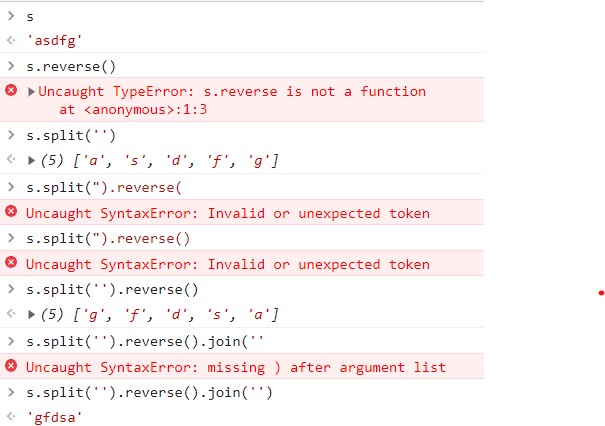 > s
<· 'asdfg'
> s.reverse()
▶Uncaught TypeError: s.reverse is not a function
at <anonymous>:1:3
> s.split('')
<· ▶ (5) ['a', 's', 'd', 'f', 'g']
> s.split(").reverse(
Uncaught SyntaxError: Invalid or unexpected token
> s.split(").reverse()
Uncaught SyntaxError: Invalid or unexpected token
> s.split('').reverse()
<· ▶ (5) ['g', 'f', 'd', 's', 'a']
> s.split('').reverse().join(''
Uncaught SyntaxError: missing ) after argument list
> s.split('').reverse().join('')
<· 'gfdsa'